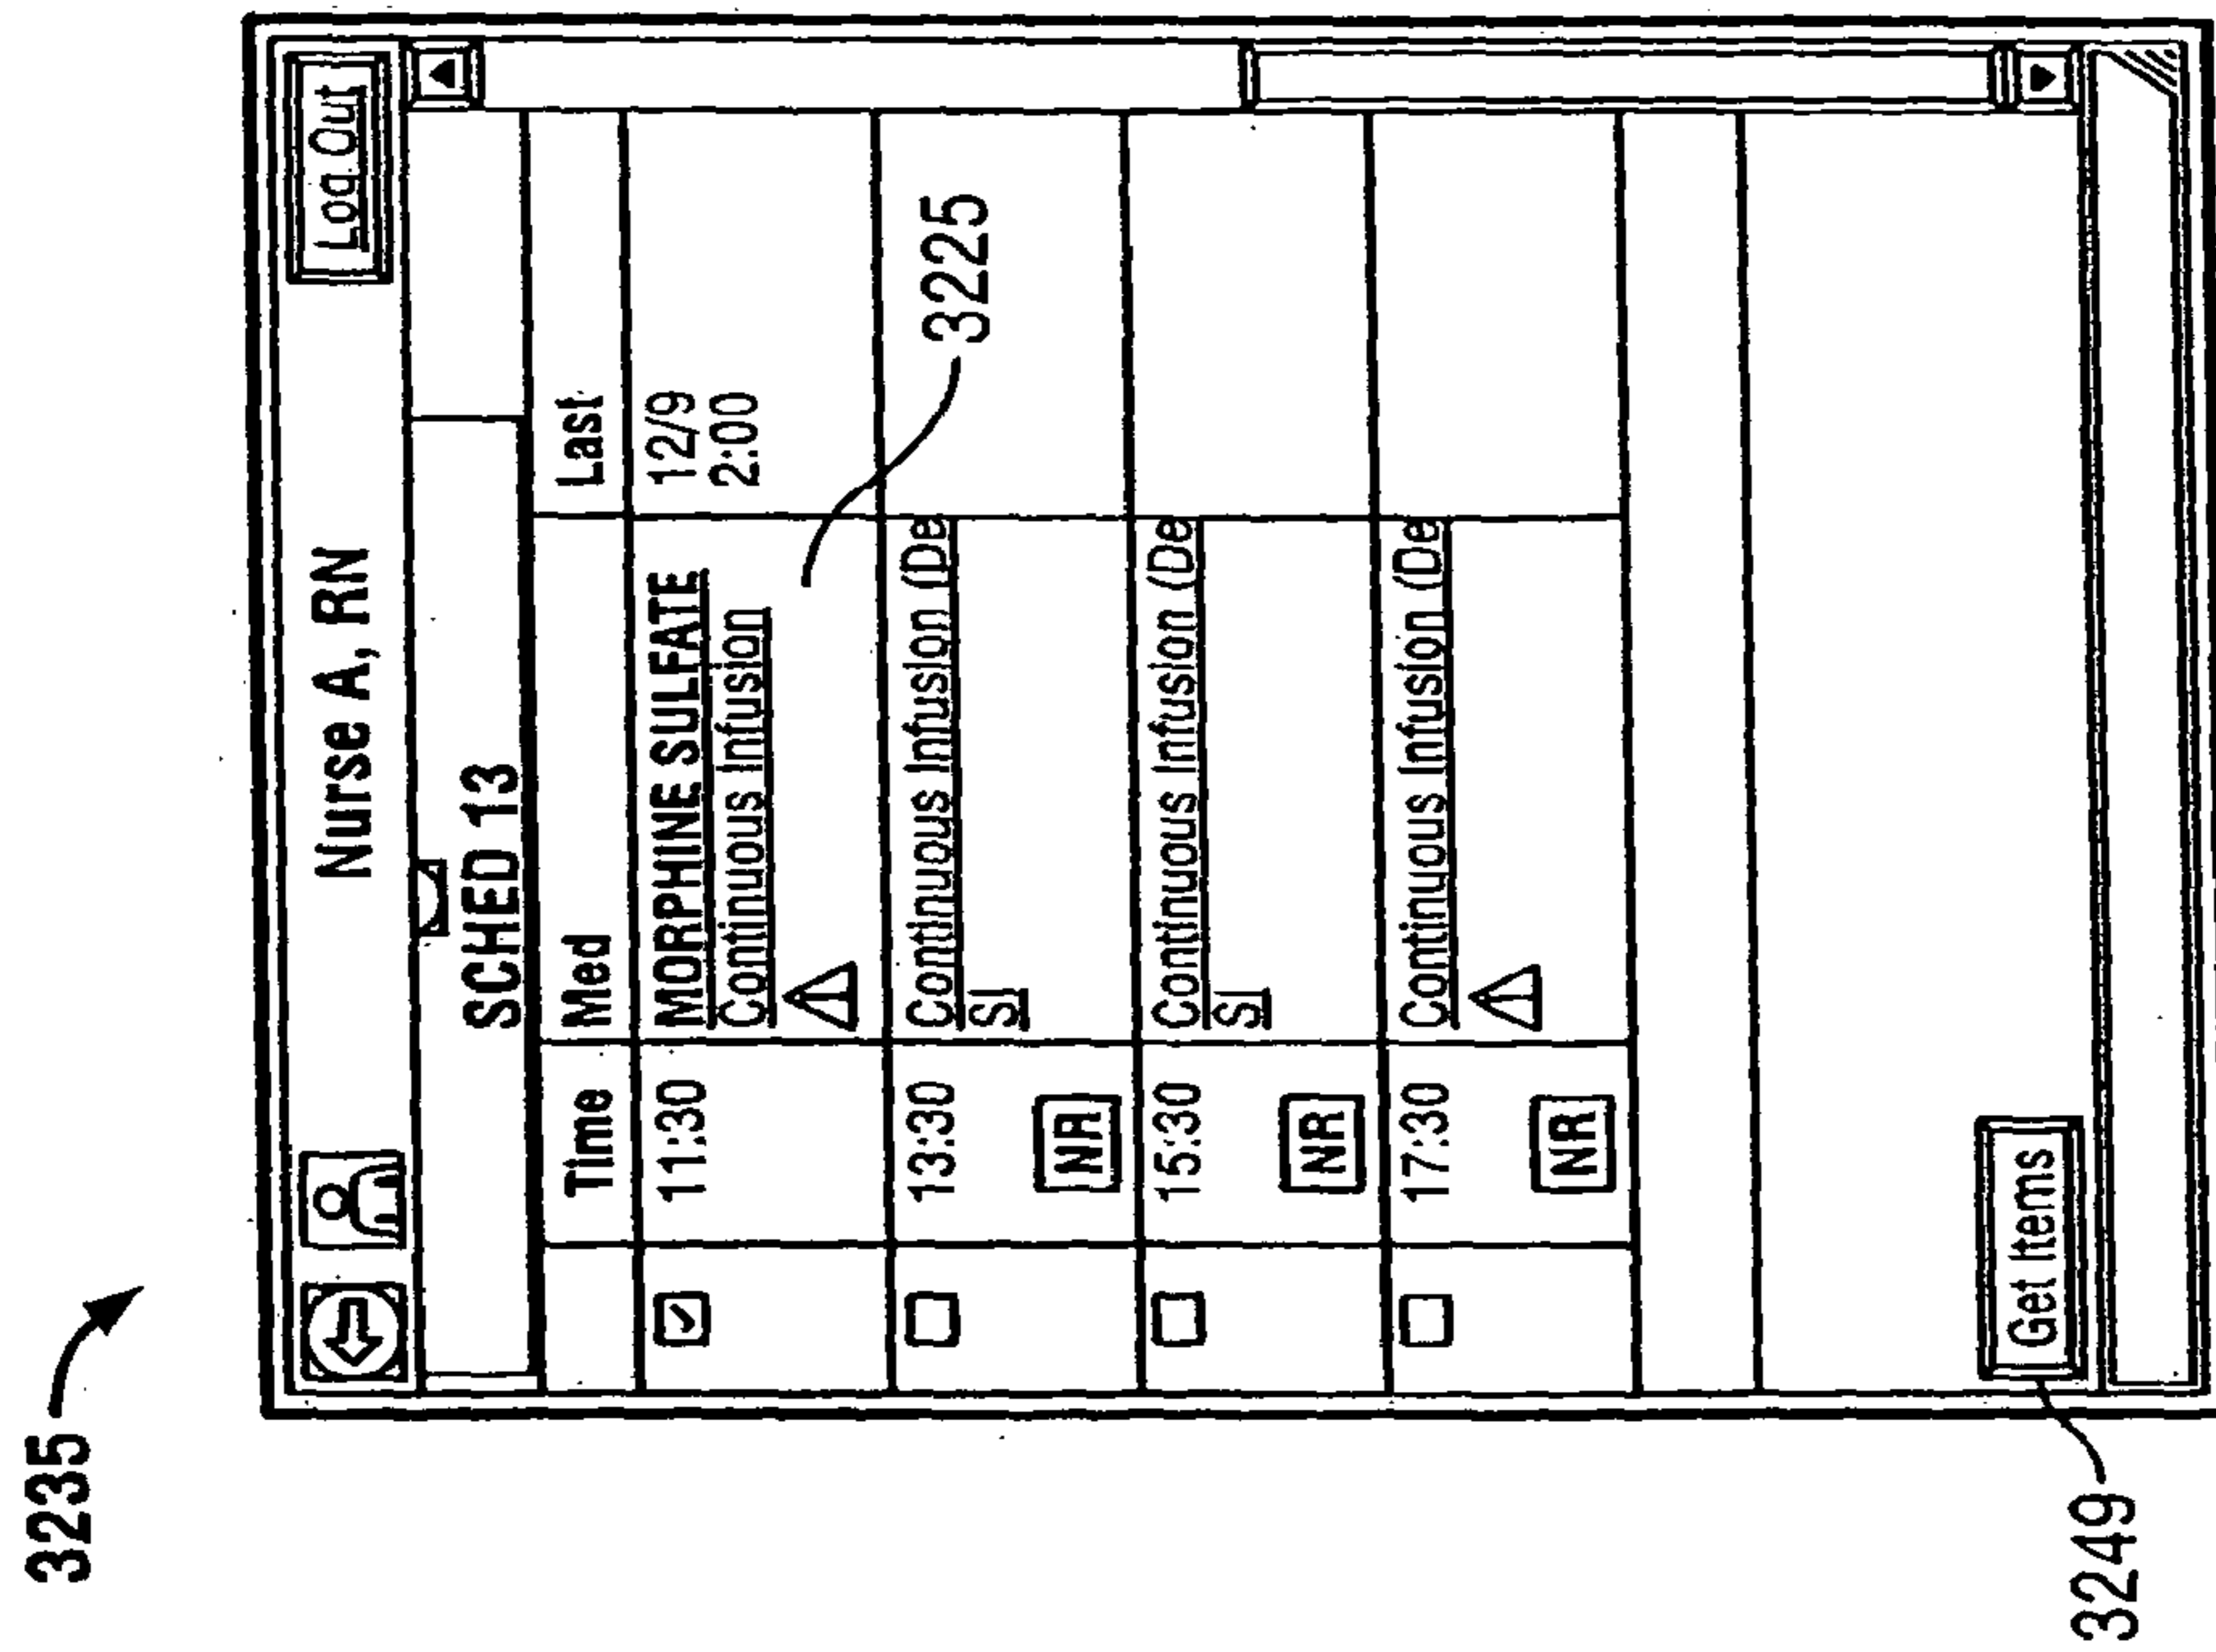 3235
Nurse A, RN
Log Out
SCHED 13
Time Med Last
11:30 MORPHINE SULFATE 12/9
Continuous Infusion 2:00
3225
13:30 Continuous Infusion (De
SI
NR
15:30 Continuous Infusion (De
SI
NR
17:30 Continuous Infusion (De
NR
Get Items
3249